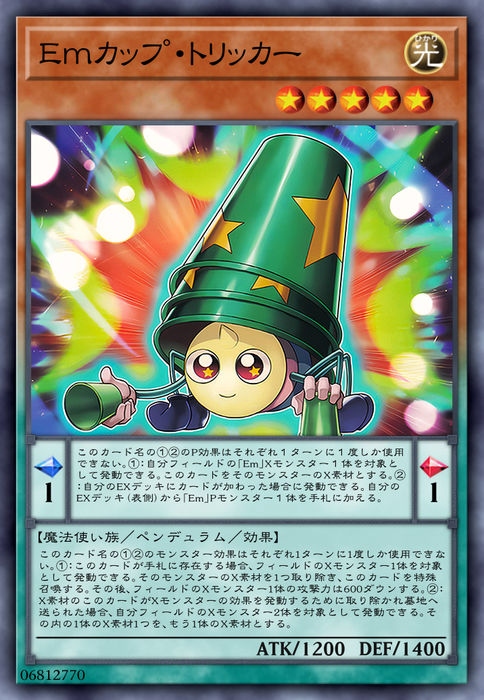 Emカップ・トリッカー
光
ひかり
このカード名の①②のP効果はそれぞれ1ターンに1度しか使用
できない。①：自分フィールドの「Em」Xモンスター1体を対象と
して発動できる。このカードをそのモンスターのX素材とする。②
：自分のEXデッキにカードが加わった場合に発動できる。自分の
EXデッキ(表側)から「Em」Pモンスター1体を手札に加える。
1
1
【魔法使い族／ペンデュラム／効果】
このカード名の①②のモンスター効果はそれぞれ1ターンに1度しか使用できな
い。①：このカードが手札に存在する場合、フィールドのXモンスター1体を対象
として発動できる。そのモンスターのX素材を1つ取り除き、このカードを特殊
召喚する。その後、フィールドのXモンスター1体の攻撃力は600ダウンする。②：
X素材のこのカードがXモンスターの効果を発動するために取り除かれ墓地へ
送られた場合、自分フィールドのXモンスター2体を対象として発動できる。そ
の内の1体のX素材1つを、もう1体のX素材とする。
ATK/1200 DEF/1400
06812770